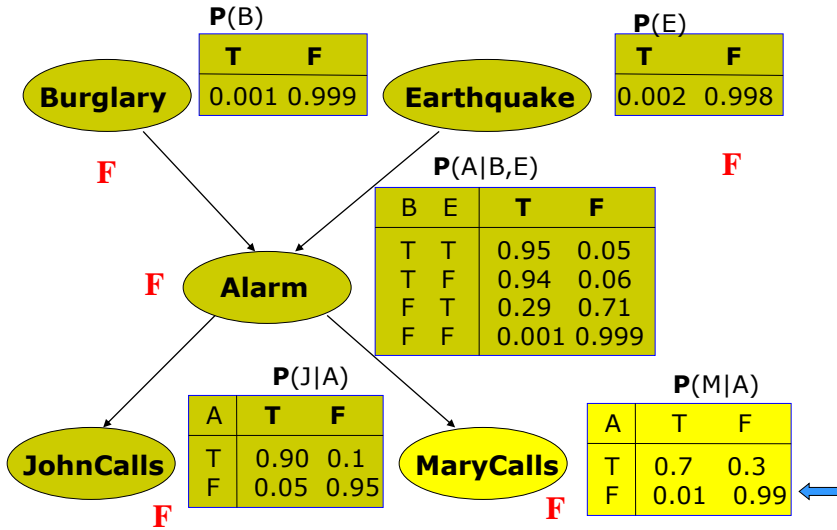 P(B)
T F
0.001 0.999
Burglary
P(E)
T F
0.002 0.998
Earthquake
F
F
P(A|B,E)
B E T F
T T 0.95 0.05
T F 0.94 0.06
F T 0.29 0.71
F F 0.001 0.999
F
Alarm
P(J|A)
A T F
T 0.90 0.1
F 0.05 0.95
JohnCalls
F
P(M|A)
A T F
T 0.7 0.3
F 0.01 0.99
MaryCalls
F